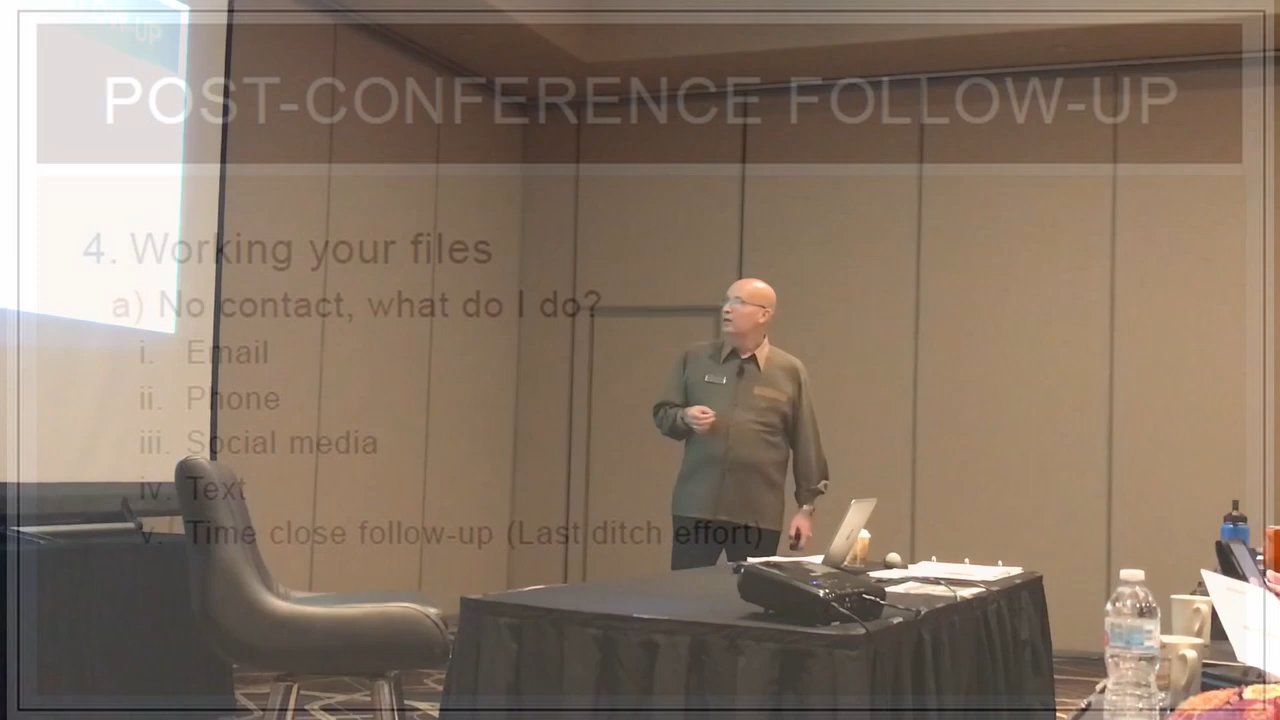 POST-CONFERENCE FOLLOW-UP
4. Working your files
a) No contact, what do I do?
i. Email
ii. Phone
iii. Social media
iv. Text
v. Time close follow-up (Last ditch effort)